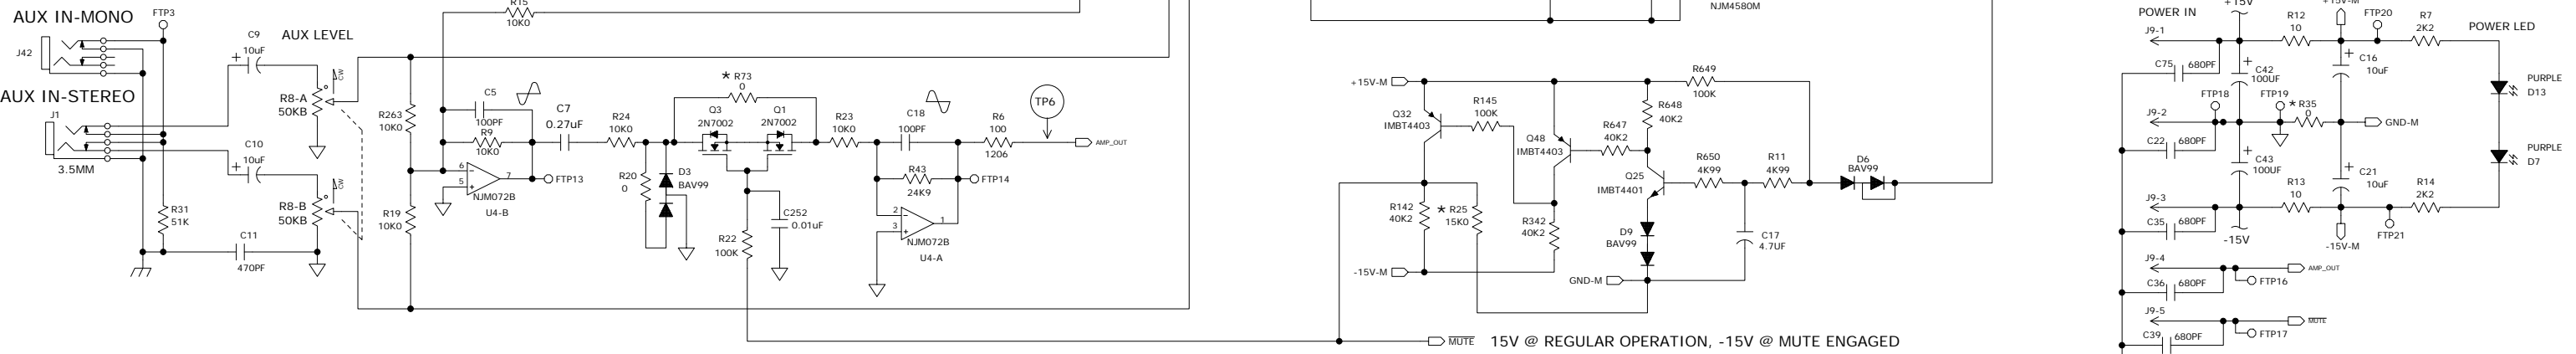 AUX IN-MONO
J42
FTP3
AUX IN-STEREO
J1
3.5MM
R31
51K
C9
+
10uF
AUX LEVEL
CW
R8-A
50KB
C10
+
10uF
CW
R8-B
50KB
C11
470PF
R15
10K0
R263
10K0
R19
10K0
C5
100PF
R9
10K0
6
5
7
NJM072B
U4-B
FTP13
C7
0.27uF
R24
10K0
R20
0
D3
BAV99
* R73
0
Q3
2N7002
Q1
2N7002
R22
100K
C252
0.01uF
R23
10K0
C18
100PF
R43
24K9
2
3
1
NJM072B
U4-A
FTP14
R6
100
1206
TP6
AMP_OUT
NJM4580M
+15V-M
Q32
IMBT4403
R145
100K
Q48
IMBT4403
R647
40K2
R648
40K2
R649
100K
Q25
IMBT4401
R650
4K99
R11
4K99
D6
BAV99
R142
40K2
* R25
15K0
R342
40K2
D9
BAV99
C17
4.7UF
-15V-M
GND-M
MUTE 15V @ REGULAR OPERATION, -15V @ MUTE ENGAGED
POWER IN
+15V
+15V-M
J9-1
R12
10
FTP20
R7
2K2
POWER LED
C75 680PF
+
C42
100UF
+
C16
10uF
PURPLE
D13
FTP18
FTP19
* R35
0
J9-2
GND-M
C22 680PF
+
C43
100UF
+
C21
10uF
PURPLE
D7
J9-3
R13
10
R14
2K2
C35 680PF
-15V
-15V-M
FTP21
J9-4
AMP_OUT
C36 680PF
FTP16
J9-5
MUTE
C39 680PF
FTP17